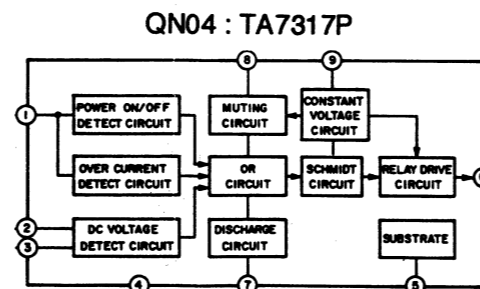 QN04 : TA7317P
8 9
1
POWER ON/OFF
DETECT CIRCUIT
MUTING
CIRCUIT
CONSTANT
VOLTAGE
CIRCUIT
OVER CURRENT
DETECT CIRCUIT
OR
CIRCUIT
SCHMIDT
CIRCUIT
RELAY DRIVE
CIRCUIT
2
3
DC VOLTAGE
DETECT CIRCUIT
DISCHARGE
CIRCUIT
SUBSTRATE
4 7 5